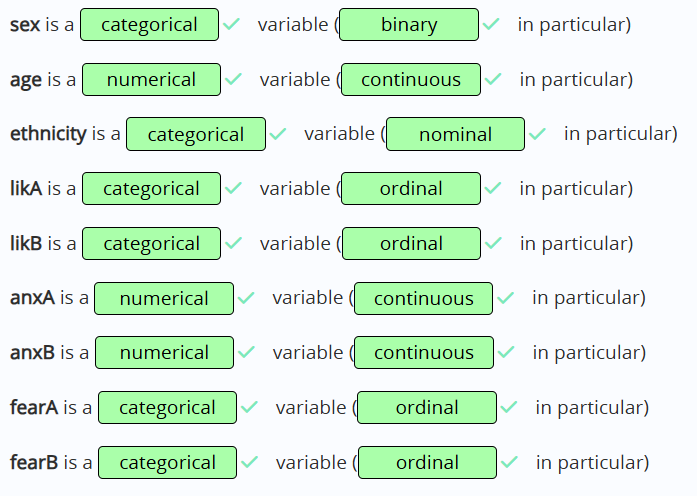 sex is a categorical variable (binary in particular)
age is a numerical variable (continuous in particular)
ethnicity is a categorical variable (nominal in particular)
likA is a categorical variable (ordinal in particular)
likB is a categorical variable (ordinal in particular)
anxA is a numerical variable (continuous in particular)
anxB is a numerical variable (continuous in particular)
fearA is a categorical variable (ordinal in particular)
fearB is a categorical variable (ordinal in particular)